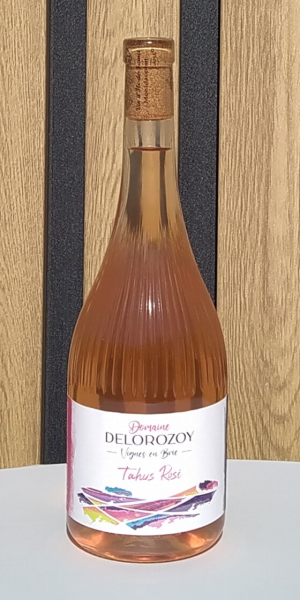 Domaine
DELOROZOY
— Vignes en Brie —
Tahus Rosé